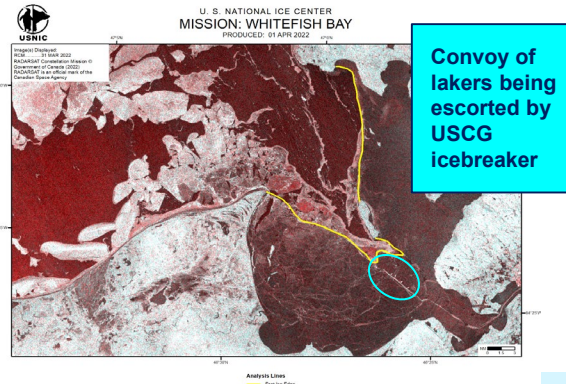 U. S. NATIONAL ICE CENTER
MISSION: WHITEFISH BAY
PRODUCED: 01 APR 2022
USNIC
Image(s) Displayed
RCM 31 MAR 2022
RADARSAT Constellation Mission ©
Government of Canada (2022)
RADARSAT is an official mark of the
Canadian Space Agency
Convoy of
lakers being
escorted by
USCG
icebreaker
Analysis Lines